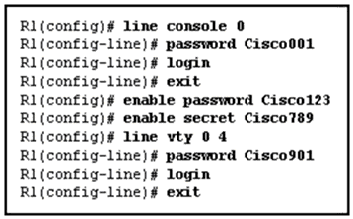 R1(config)# line console 0
R1(config-line)# password Cisco001
R1(config-line)# login
R1(config-line)# exit
R1(config)# enable password Cisco123
R1(config)# enable secret Cisco789
R1(config)# line vty 0 4
R1(config-line)# password Cisco901
R1(config-line)# login
R1(config-line)# exit